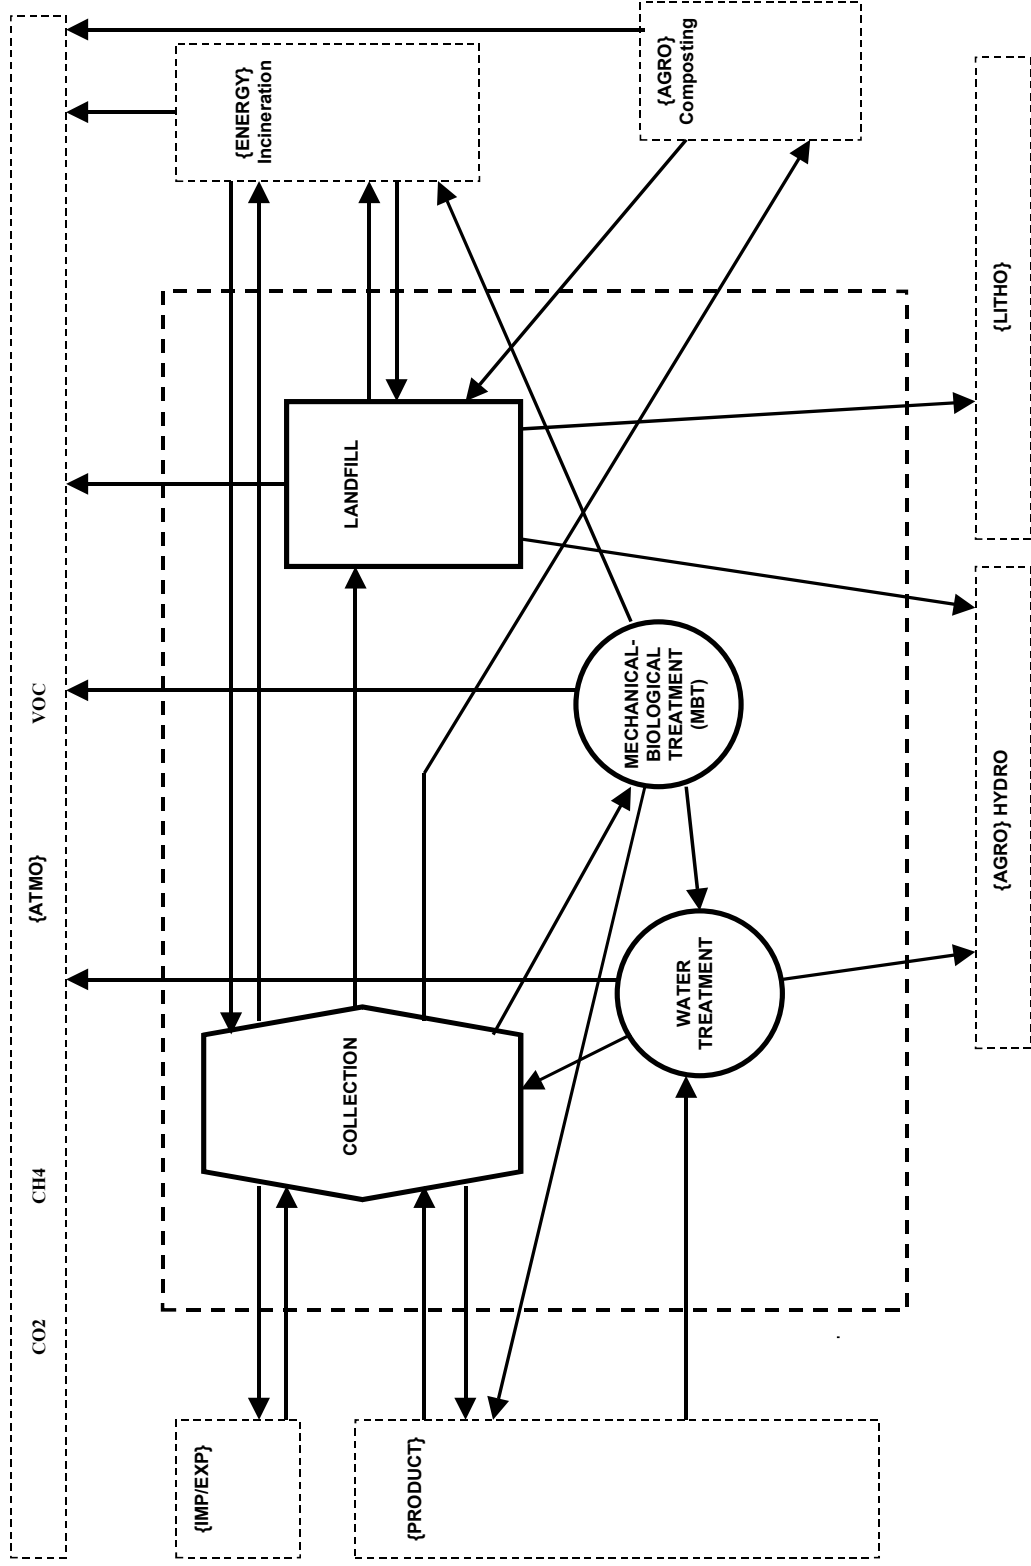 CO2
CH4
{ATMO}
VOC
{IMP/EXP}
{PRODUCT}
COLLECTION
WATER
TREATMENT
MECHANICAL-
BIOLOGICAL
TREATMENT
(MBT)
LANDFILL
{ENERGY}
Incineration
{AGRO}
Composting
{AGRO} HYDRO
{LITHO}